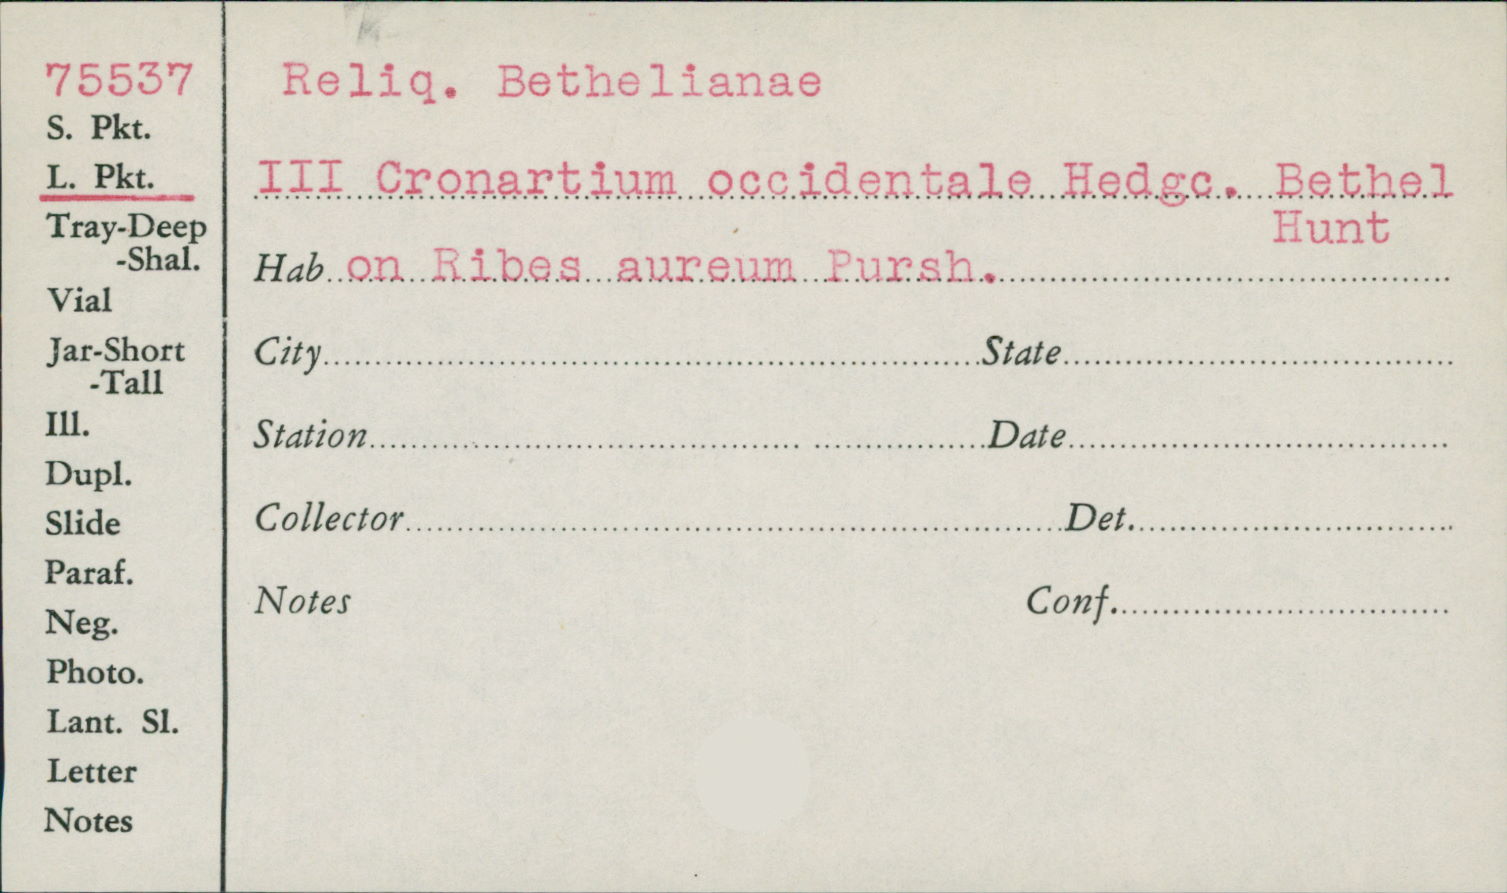 75537
S. Pkt.
L. Pkt.
Tray-Deep
-Shal.
Vial
Jar-Short
-Tall
Ill.
Dupl.
Slide
Paraf.
Neg.
Photo.
Lant. Sl.
Letter
Notes
Reliq. Bethelianae
III Cronartium occidentale Hedgc. Bethel
Hunt
Hab on Ribes aureum Pursh.
City State
Station Date
Collector Det.
Notes Conf.